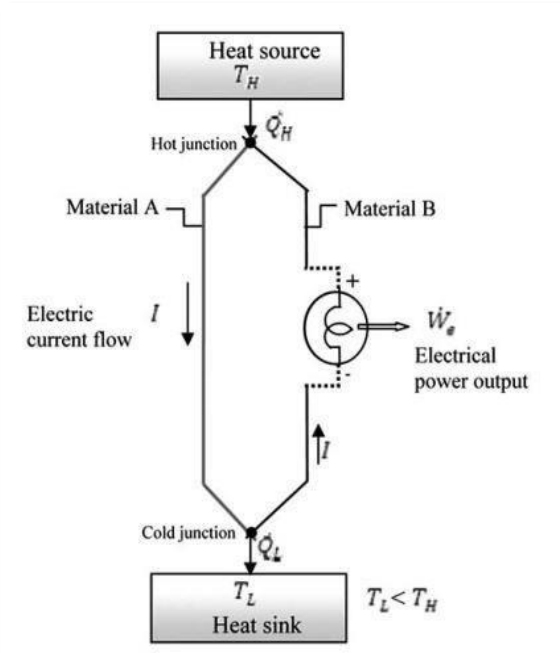 Heat source
T_H
Q̇_H
Hot junction
Material A
Material B
+
Electric
current flow
I
Ẇ_e
Electrical
power output
-
I
Cold junction
Q̇_L
T_L
Heat sink
T_L < T_H